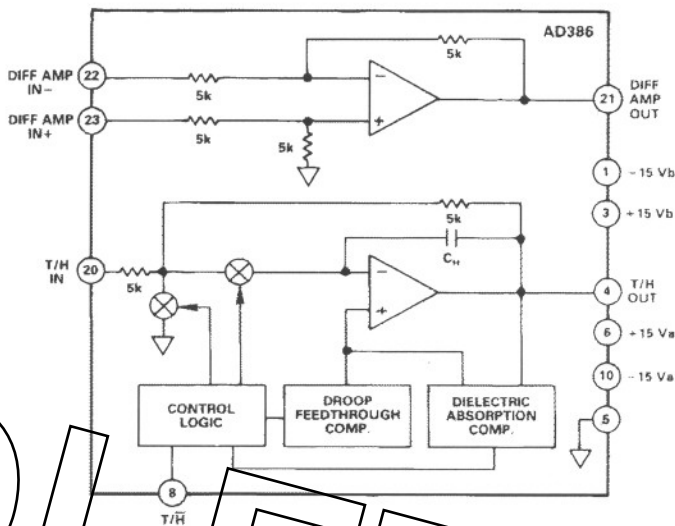 AD386
DIFF AMP
IN−
22
5k
5k
DIFF AMP
IN+
23
5k
5k
−
+
21
DIFF
AMP
OUT
1
−15 Vb
3
+15 Vb
T/H
IN
20
5k
5k
C_H
−
+
4
T/H
OUT
6
+15 Va
10
−15 Va
5
CONTROL
LOGIC
DROOP
FEEDTHROUGH
COMP.
DIELECTRIC
ABSORPTION
COMP.
8
T/H̅